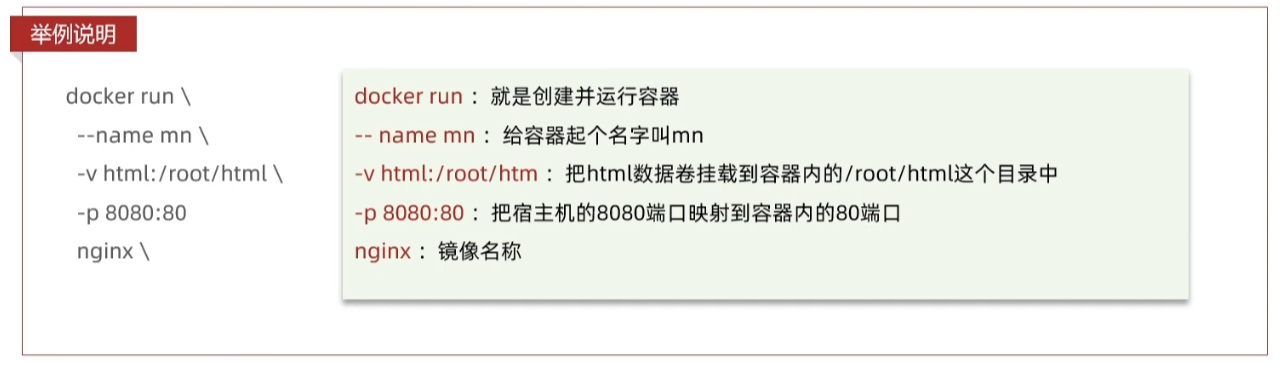 举例说明
docker run \
--name mn \
-v html:/root/html \
-p 8080:80
nginx \
docker run ：就是创建并运行容器
-- name mn ：给容器起个名字叫mn
-v html:/root/htm ：把html数据卷挂载到容器内的/root/html这个目录中
-p 8080:80 ：把宿主机的8080端口映射到容器内的80端口
nginx ：镜像名称